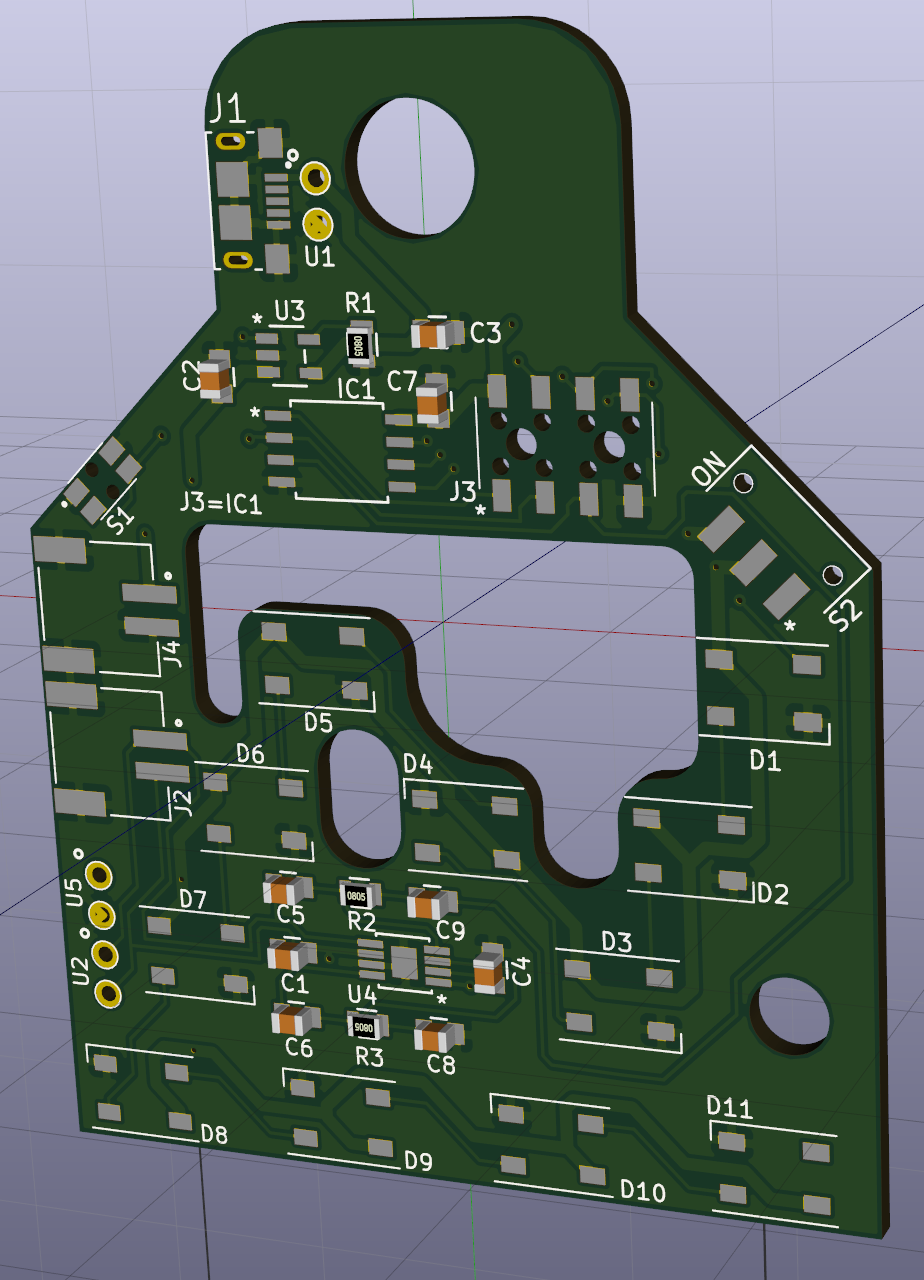 J1
U1
R1
U3
*
C3
C2
C7
IC1
*
ON
J3
*
J3=IC1
S1
S2
*
J4
D5
D1
D6
D4
J2
D2
U5
C5
0805
R2
C9
D7
D3
U2
C1
C4
U4
*
C6
0805
R3
C8
D11
D8
D9
D10
0805